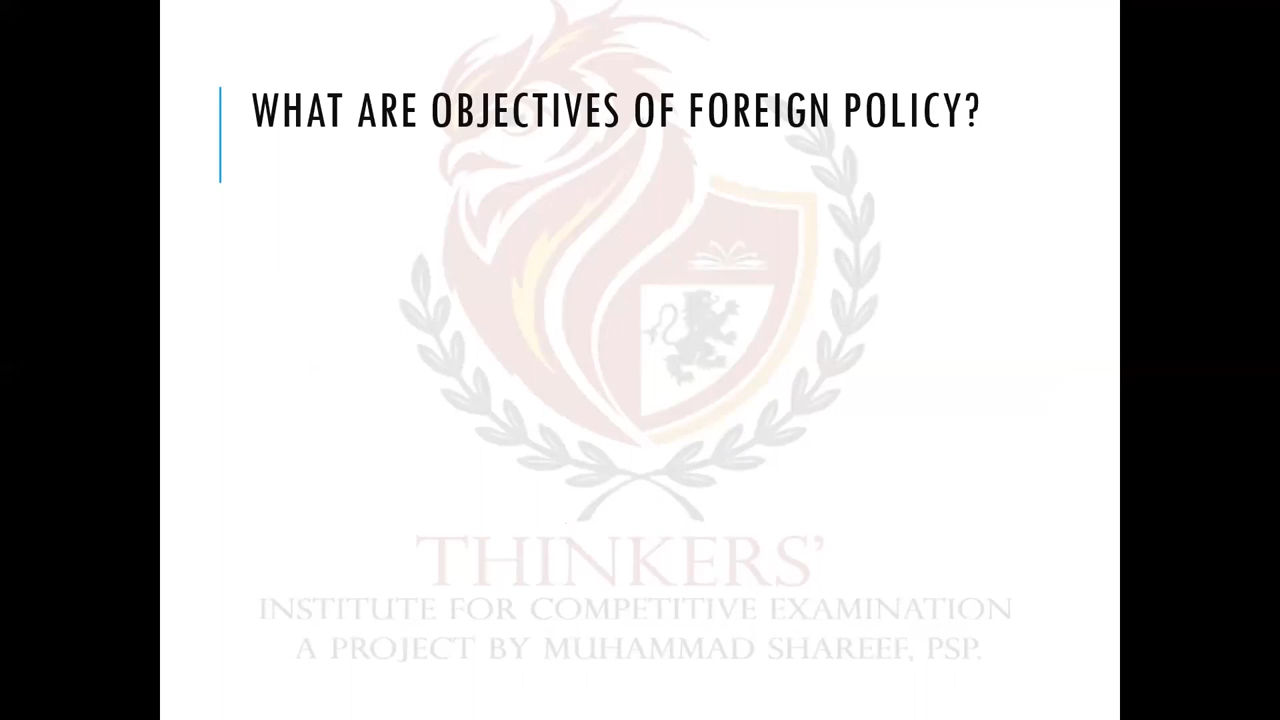 WHAT ARE OBJECTIVES OF FOREIGN POLICY?
THINKERS’
INSTITUTE FOR COMPETITIVE EXAMINATION
A PROJECT BY MUHAMMAD SHAREEF, PSP.